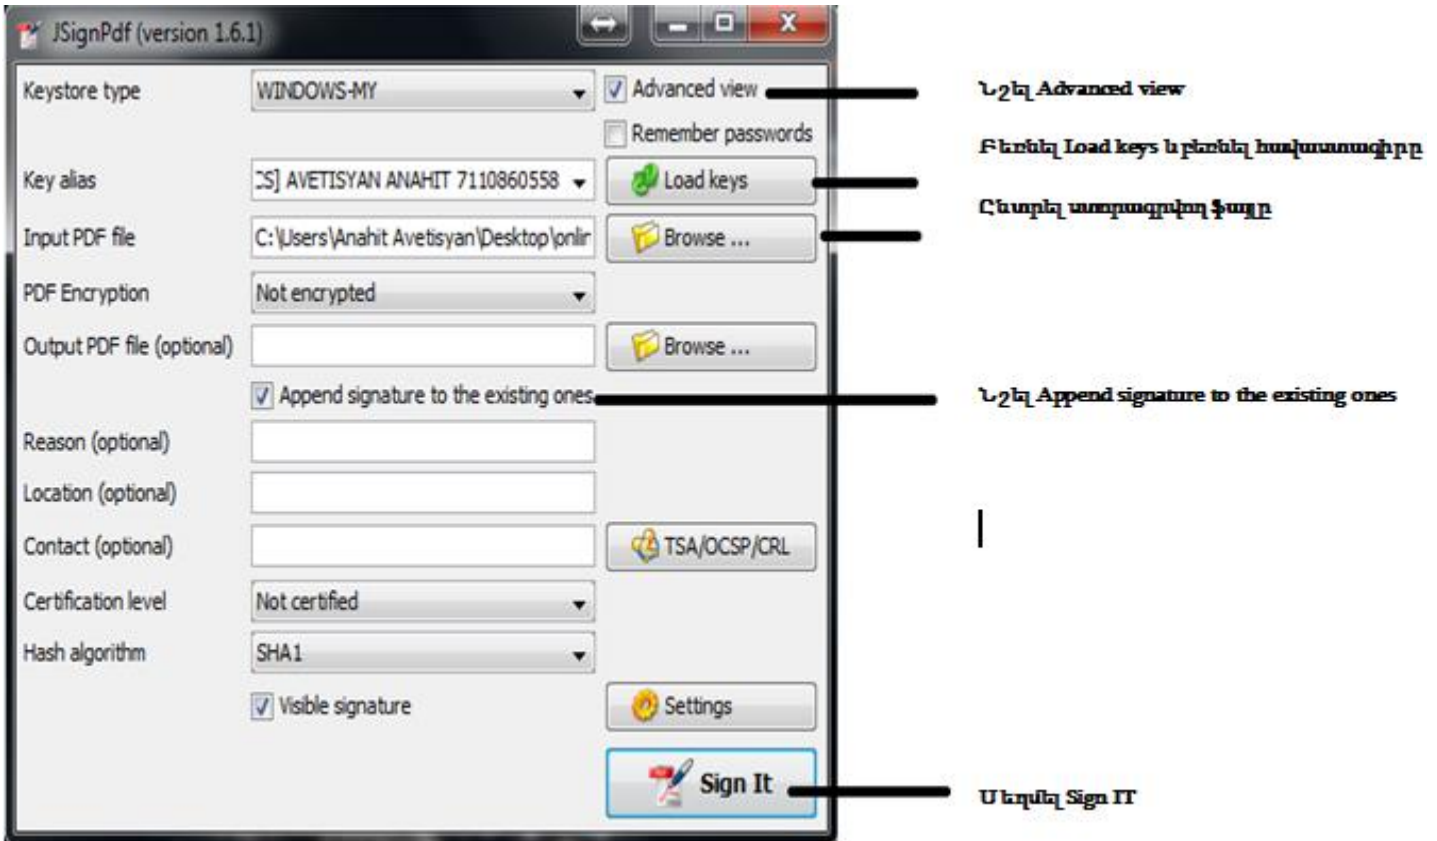 JSignPdf (version 1.6.1)
Keystore type WINDOWS-MY Advanced view
Նշել Advanced view
Remember passwords
Բեռնել Load keys և բեռնել հավաստագիրը
Key alias CS] AVETISYAN ANAHIT 7110860558 Load keys
Ընտրել ստորագրվող ֆայլը
Input PDF file C:\Users\Anahit Avetisyan\Desktop\onlin Browse ...
PDF Encryption Not encrypted
Output PDF file (optional) Browse ...
Append signature to the existing ones
Նշել Append signature to the existing ones
Reason (optional)
Location (optional)
Contact (optional) TSA/OCSP/CRL
Certification level Not certified
Hash algorithm SHA1
Visible signature Settings
Sign It
Սեղմել Sign IT